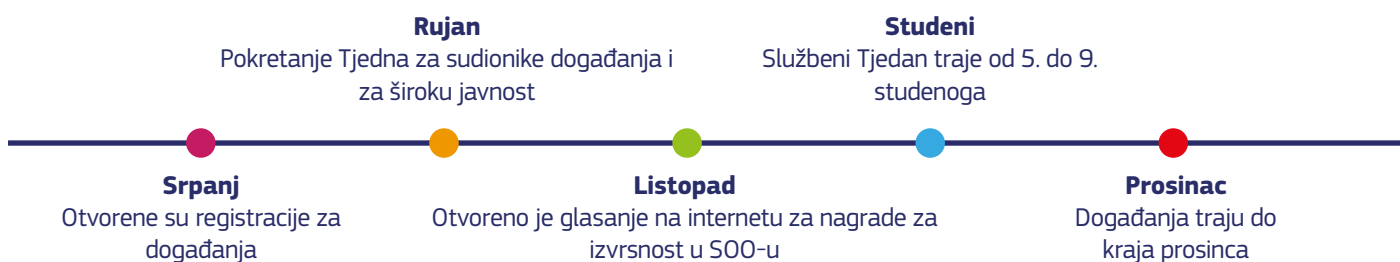 Rujan
Pokretanje Tjedna za sudionike događanja i
za široku javnost
Studeni
Službeni Tjedan traje od 5. do 9.
studenoga
Srpanj
Otvorene su registracije za
događanja
Listopad
Otvoreno je glasanje na internetu za nagrade za
izvrsnost u SOO-u
Prosinac
Događanja traju do
kraja prosinca